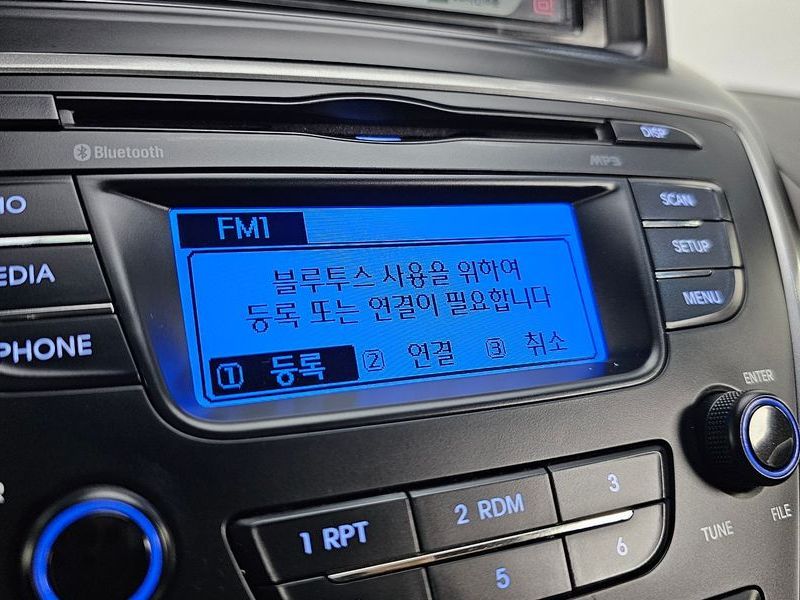 DISP
Bluetooth
MP3
IO
EDIA
PHONE
FM1
블루투스 사용을 위하여
등록 또는 연결이 필요합니다
1 등록 2 연결 3 취소
SCAN
SETUP
MENU
ENTER
TUNE
FILE
1 RPT
2 RDM
3
5
6
R